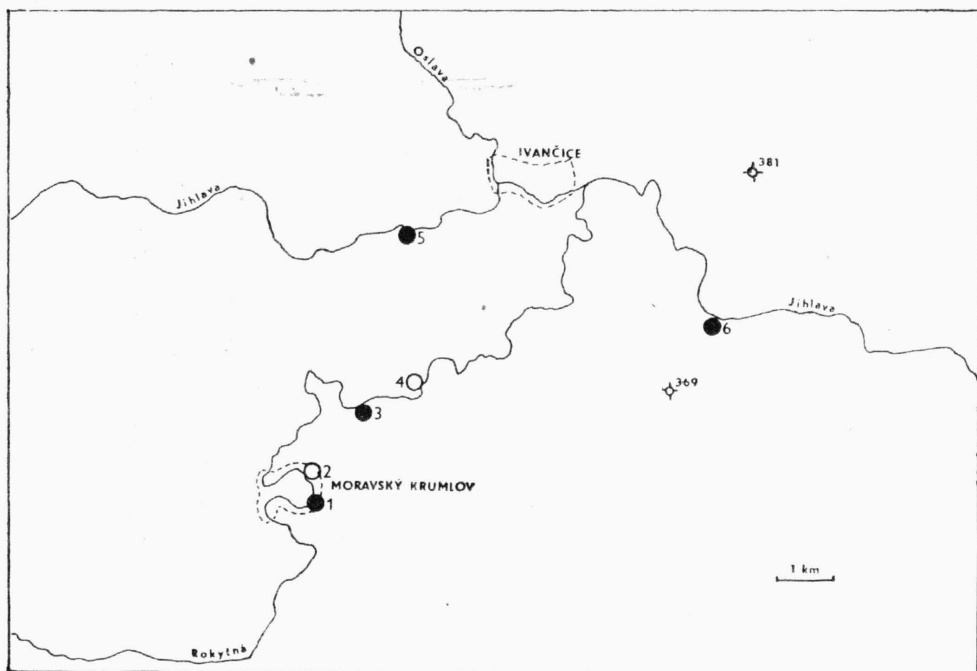 Oslava
IVANČICE
381
Jihlava
5
Jihlava
6
4
369
3
2
MORAVSKÝ KRUMLOV
1
1 km
Rokytná